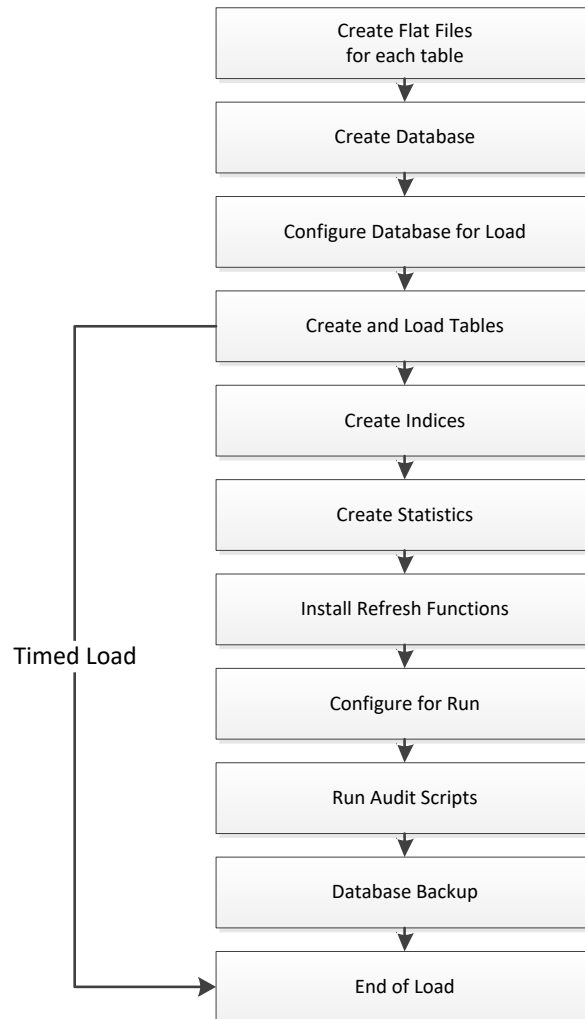 Create Flat Files
for each table
Create Database
Configure Database for Load
Create and Load Tables
Create Indices
Create Statistics
Install Refresh Functions
Timed Load
Configure for Run
Run Audit Scripts
Database Backup
End of Load